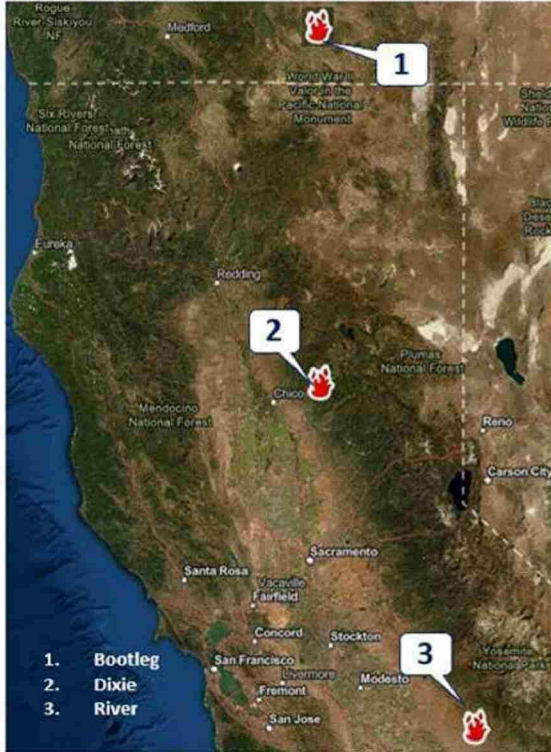 Rogue
River-Siskiyou
NF
Medford
1
World War II
Valor in the
Pacific National
Monument
Six Rivers
National Forest
National Forest
Eureka
Redding
2
Plumas
National Forest
Chico
Mendocino
National Forest
Reno
Carson City
Sacramento
Santa Rosa
Vacaville
Fairfield
Concord
Stockton
3
Yosemite
National Park
San Francisco
Livermore
Modesto
Fremont
San Jose
1. Bootleg
2. Dixie
3. River